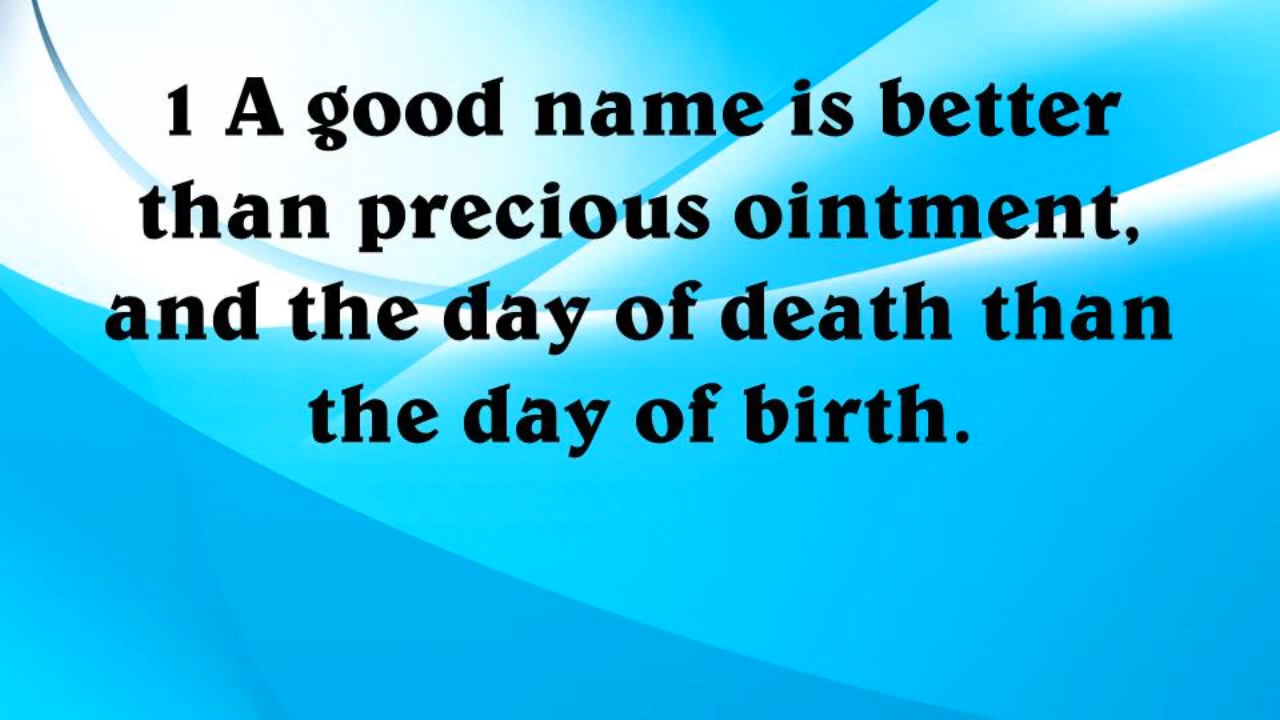 1 A good name is better
than precious ointment,
and the day of death than
the day of birth.